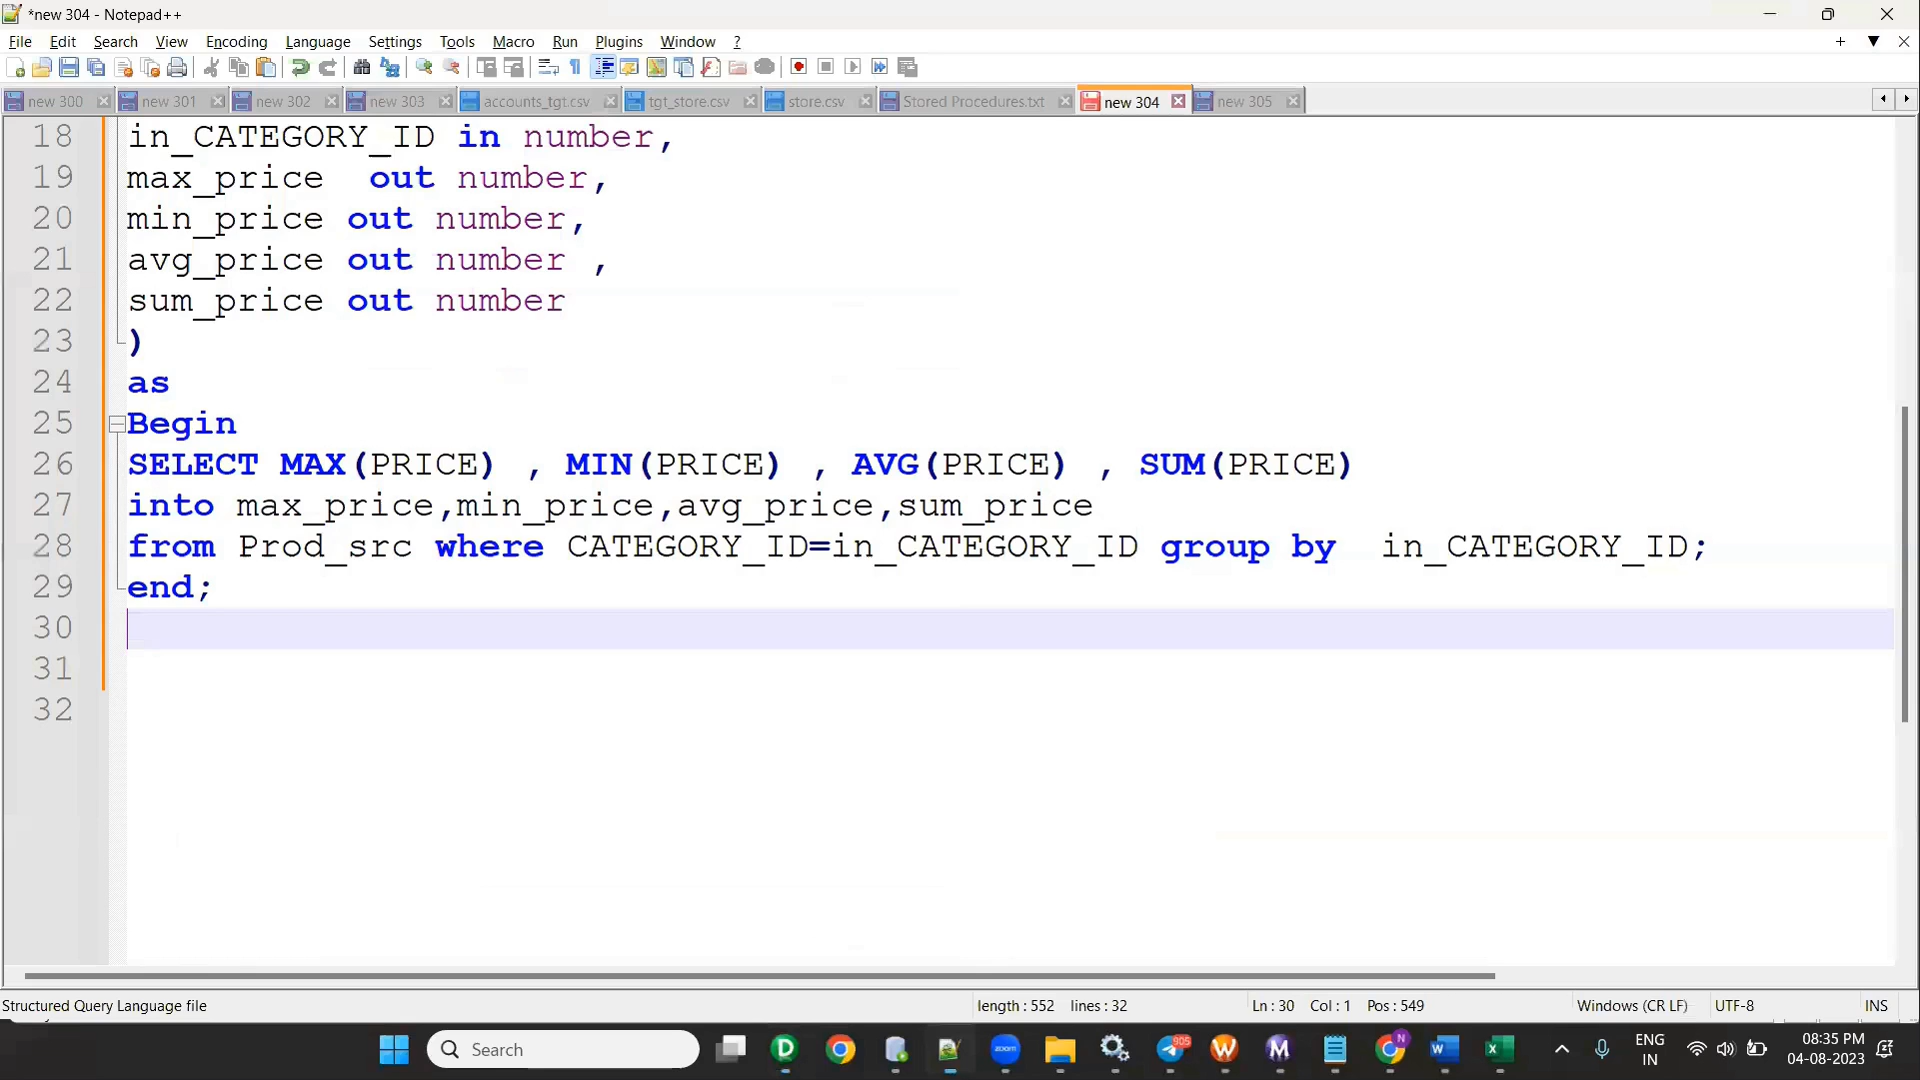 *new 304 - Notepad++
File Edit Search View Encoding Language Settings Tools Macro Run Plugins Window ?
new 300 new 301 new 302 new 303 accounts_tgt.csv tgt_store.csv store.csv Stored Procedures.txt new 304 new 305
18 in_CATEGORY_ID in number,
19 max_price  out number,
20 min_price out number,
21 avg_price out number ,
22 sum_price out number
23 )
24 as
25 Begin
26 SELECT MAX(PRICE) , MIN(PRICE) , AVG(PRICE) , SUM(PRICE)
27 into max_price,min_price,avg_price,sum_price
28 from Prod_src where CATEGORY_ID=in_CATEGORY_ID group by  in_CATEGORY_ID;
29 end;
30
31
32
Structured Query Language file length : 552 lines : 32 Ln : 30 Col : 1 Pos : 549 Windows (CR LF) UTF-8 INS
Search zoom 905 N ENG IN 08:35 PM 04-08-2023